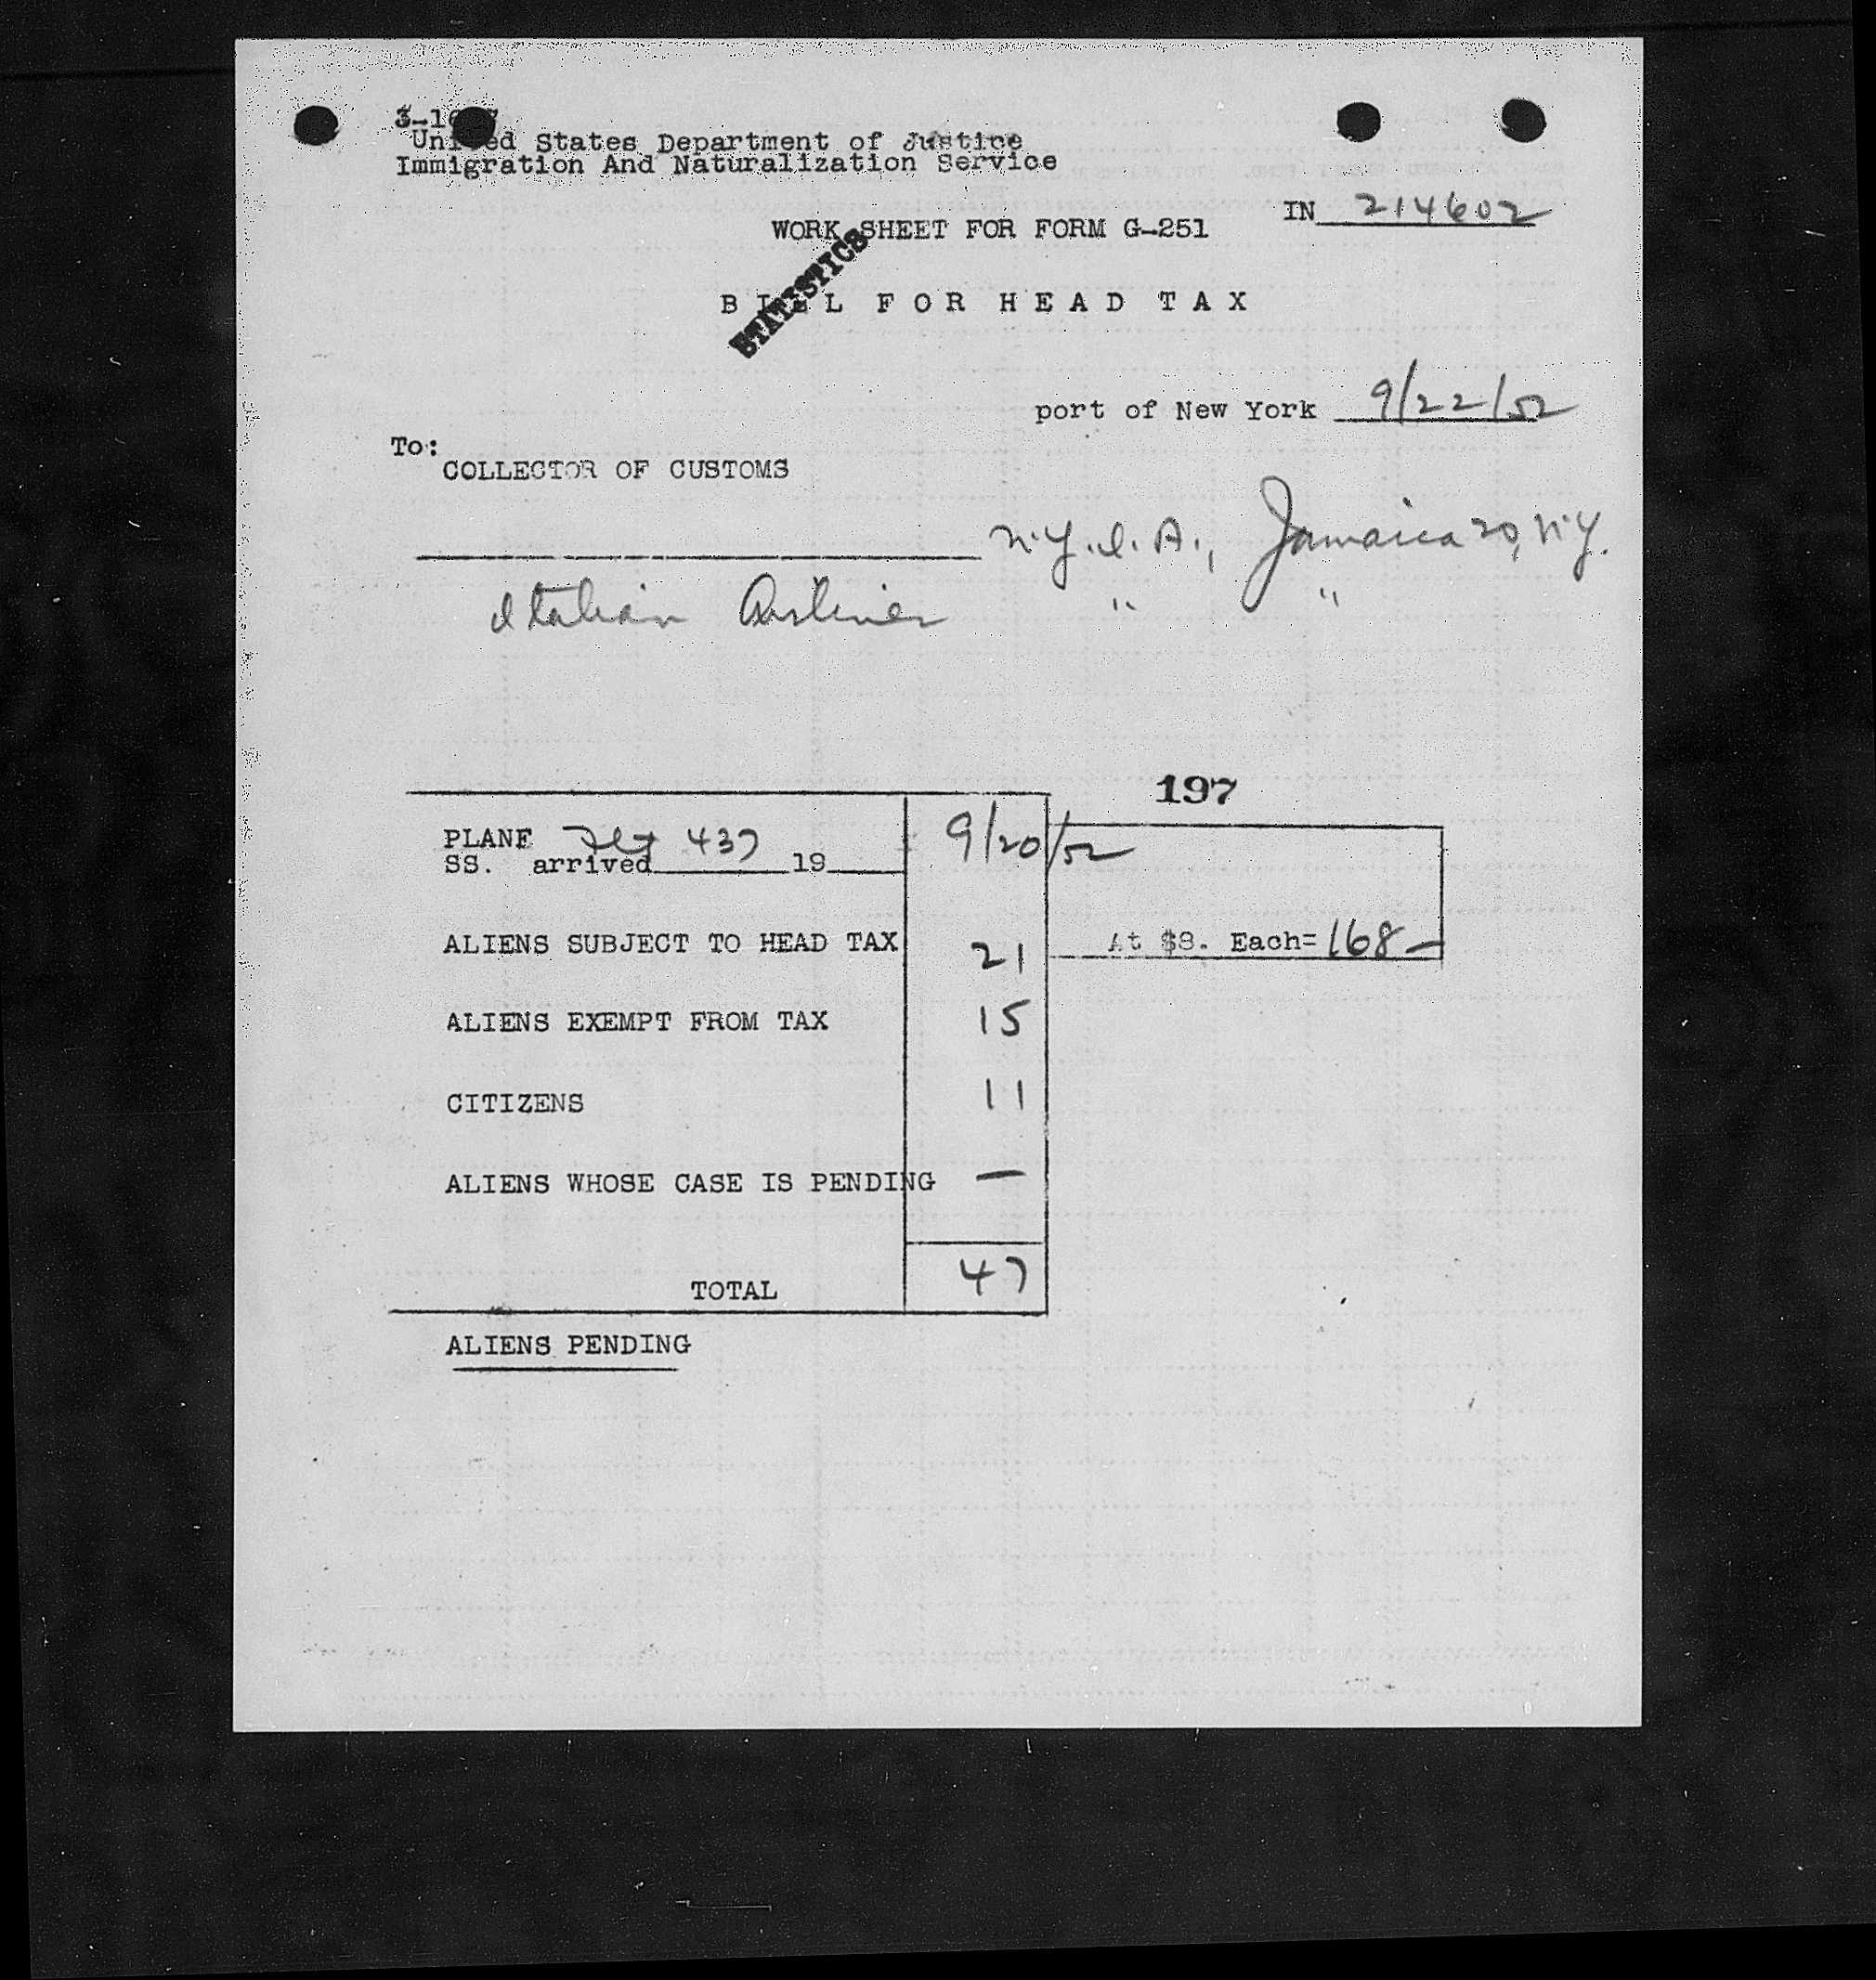 3-1
United States Department of Justice
Immigration And Naturalization Service
IN 214602
WORK SHEET FOR FORM G-251
STATISTICS
BILL FOR HEAD TAX
port of New York 9/22/52
To:
COLLECTOR OF CUSTOMS
N.Y.I.A., Jamaica 20, N.Y.
Italian Airlines " "
197
PLANE Flt 437 9/20/52
SS. arrived 19
ALIENS SUBJECT TO HEAD TAX 21 At $8. Each= 168-
ALIENS EXEMPT FROM TAX 15
CITIZENS 11
ALIENS WHOSE CASE IS PENDING —
TOTAL 47
ALIENS PENDING